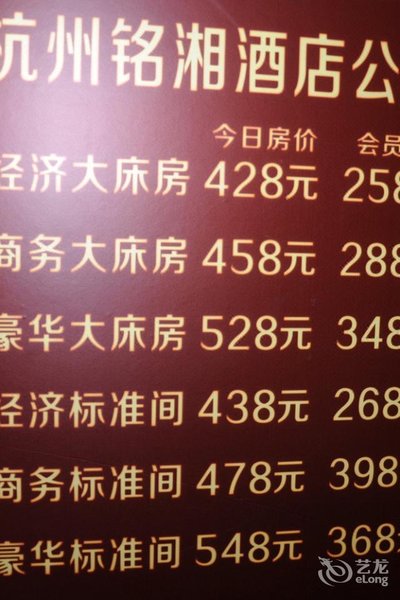 杭州铭湘酒店公
今日房价 会员
经济大床房 428元 258
商务大床房 458元 288
豪华大床房 528元 348
经济标准间 438元 268
商务标准间 478元 398
豪华标准间 548元 368
艺龙
eLong